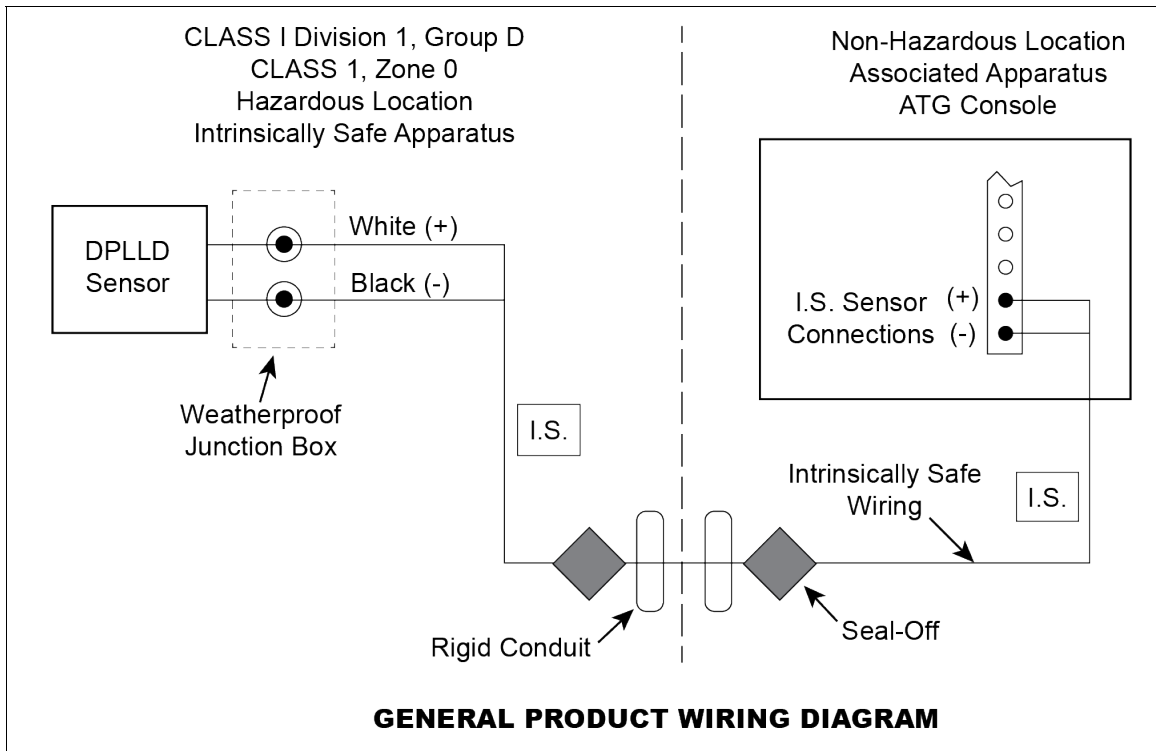 CLASS I Division 1, Group D
CLASS 1, Zone 0
Hazardous Location
Intrinsically Safe Apparatus
Non-Hazardous Location
Associated Apparatus
ATG Console
DPLLD
Sensor
White (+)
Black (-)
Weatherproof
Junction Box
I.S. Sensor (+)
Connections (-)
I.S.
Intrinsically Safe
Wiring
I.S.
Rigid Conduit
Seal-Off
GENERAL PRODUCT WIRING DIAGRAM